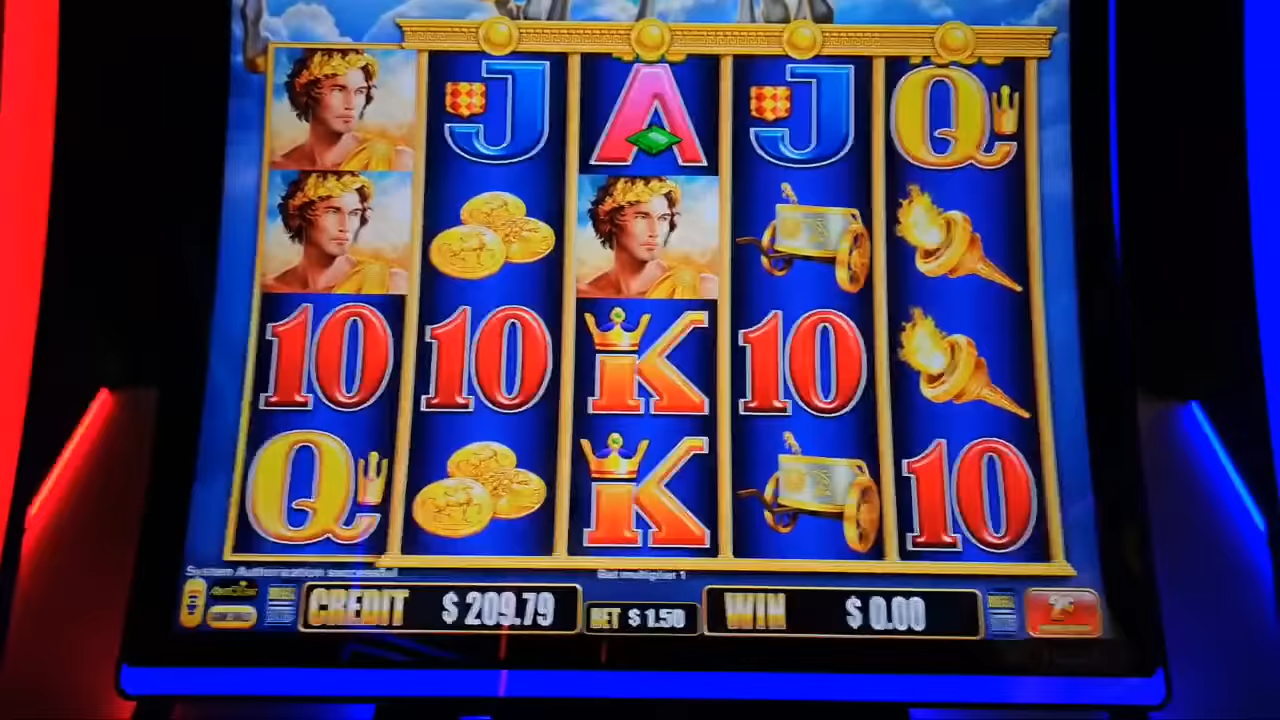 J A J Q
10 10 K 10
Q K 10
System Authorization successful
Bet multiplier 1
CREDIT $209.79 BET $1.50 WIN $0.00
2¢